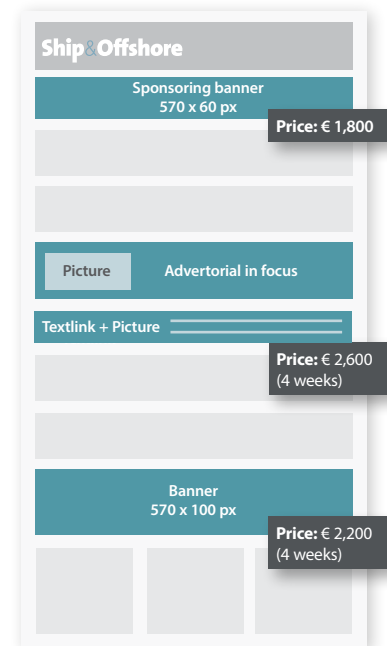 Ship&Offshore
Sponsoring banner
570 x 60 px
Price: € 1,800
Picture
Advertorial in focus
Textlink + Picture
Price: € 2,600
(4 weeks)
Banner
570 x 100 px
Price: € 2,200
(4 weeks)